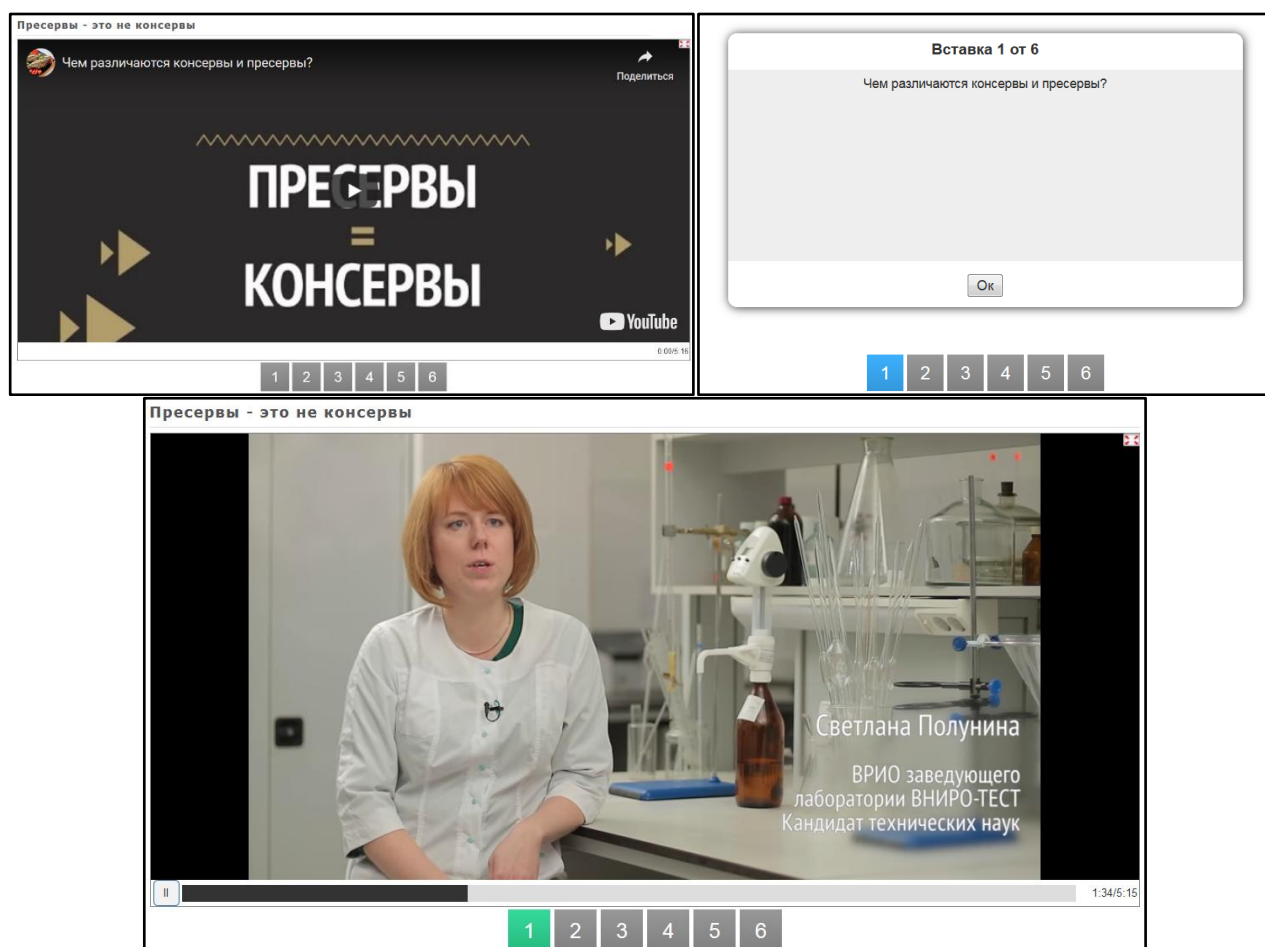 Пресервы - это не консервы
Чем различаются консервы и пресервы?
Поделиться
ПРЕСЕРВЫ
=
КОНСЕРВЫ
YouTube
0:00/5:16
1 2 3 4 5 6
Вставка 1 от 6
Чем различаются консервы и пресервы?
Ок
1 2 3 4 5 6
Пресервы - это не консервы
Светлана Полунина
ВРИО заведующего
лаборатории ВНИРО-ТЕСТ
Кандидат технических наук
1:34/5:15
1 2 3 4 5 6